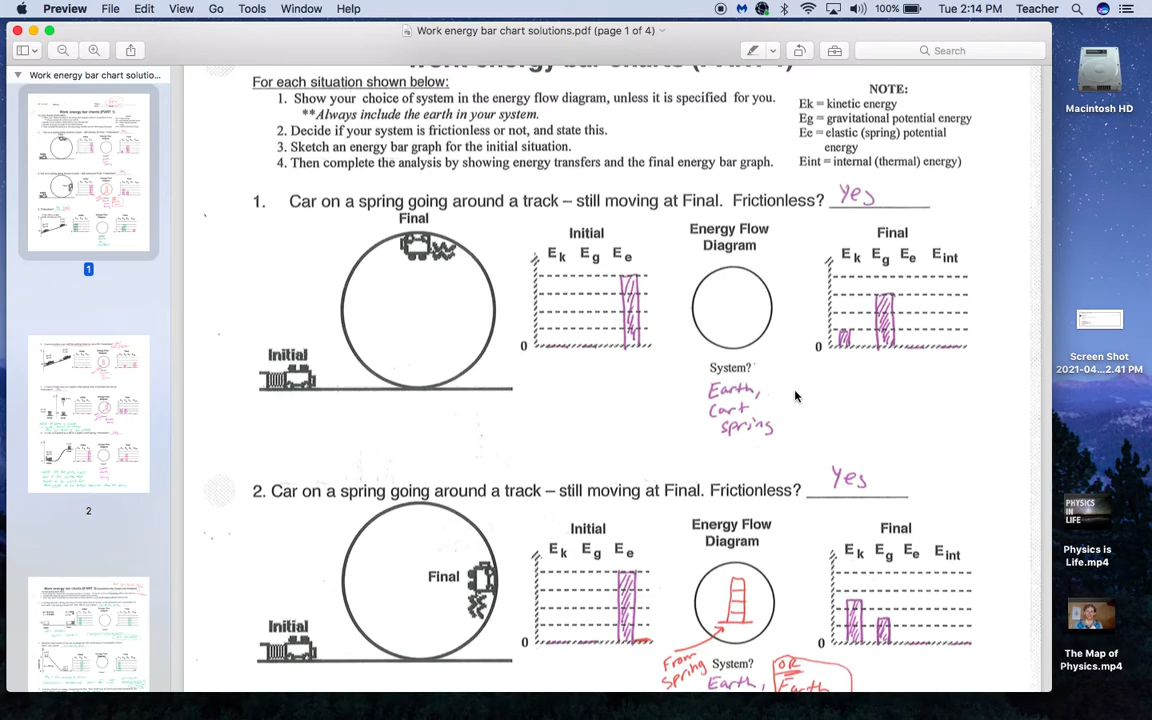 Preview File Edit View Go Tools Window Help 100% Tue 2:14 PM Teacher
Work energy bar chart solutions.pdf (page 1 of 4)
Search
Work energy bar chart solutio...
1
2
For each situation shown below:
1. Show your choice of system in the energy flow diagram, unless it is specified for you.
**Always include the earth in your system.
2. Decide if your system is frictionless or not, and state this.
3. Sketch an energy bar graph for the initial situation.
4. Then complete the analysis by showing energy transfers and the final energy bar graph.
NOTE:
Ek = kinetic energy
Eg = gravitational potential energy
Ee = elastic (spring) potential
energy
Eint = internal (thermal) energy)
1. Car on a spring going around a track – still moving at Final. Frictionless? Yes
Final
Initial
Initial
Ek Eg Ee
0
Energy Flow
Diagram
System?
Earth,
Cart
spring
Final
Ek Eg Ee Eint
0
2. Car on a spring going around a track – still moving at Final. Frictionless? Yes
Final
Initial
Initial
Ek Eg Ee
0
Energy Flow
Diagram
From
spring
System?
Earth,
OR
Earth
Final
Ek Eg Ee Eint
0
Macintosh HD
Screen Shot
2021-04...2.41 PM
PHYSICS
IN
LIFE
Physics is
Life.mp4
The Map of
Physics.mp4